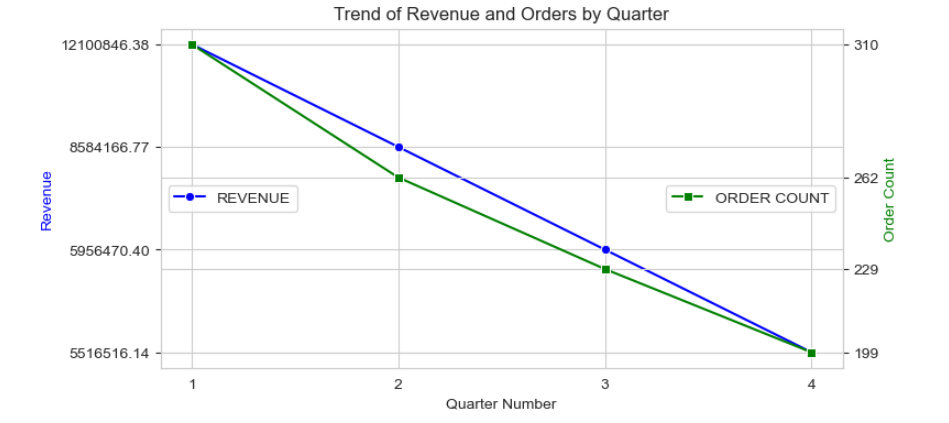 Trend of Revenue and Orders by Quarter
12100846.38
8584166.77
5956470.40
5516516.14
Revenue
REVENUE
ORDER COUNT
310
262
229
199
Order Count
1 2 3 4
Quarter Number